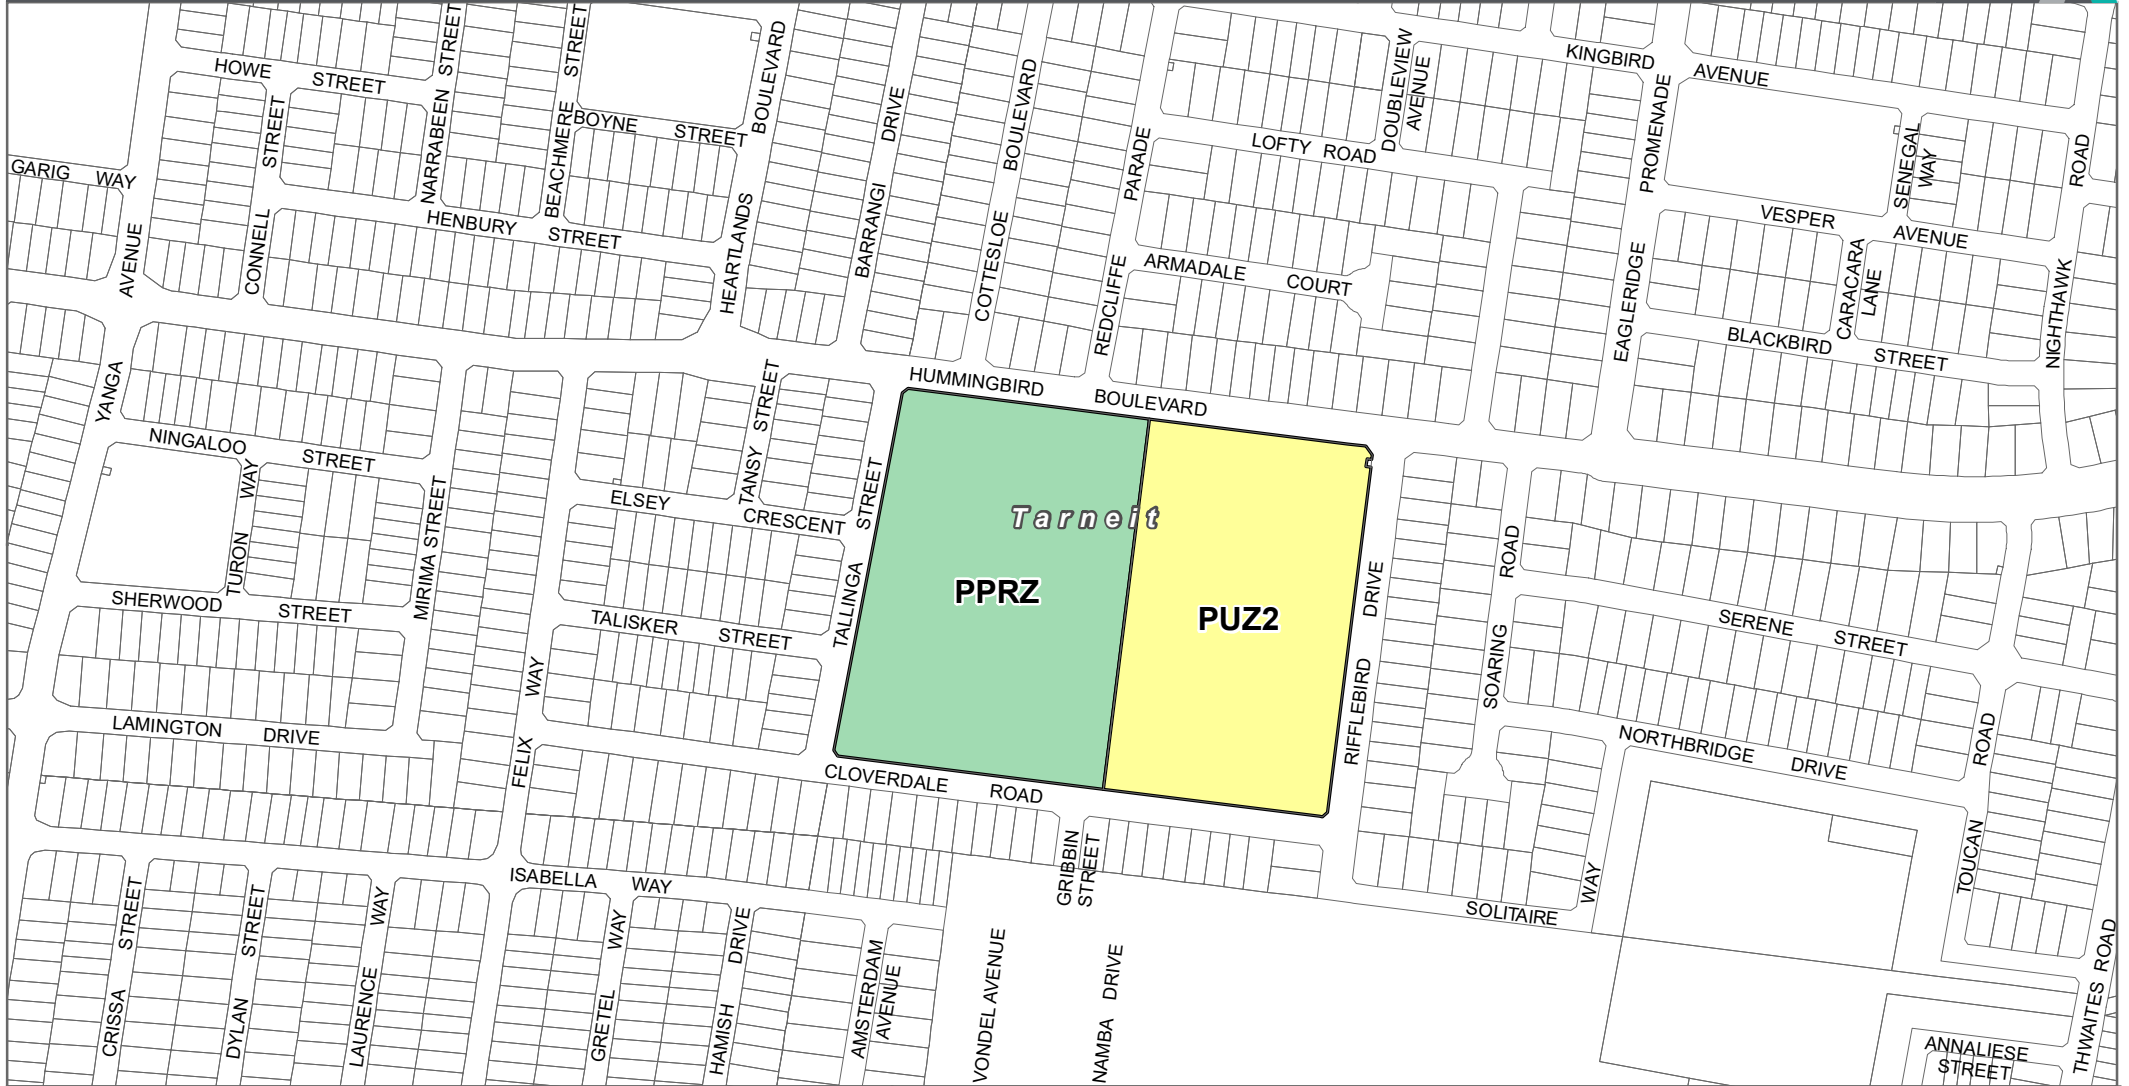 HOWE STREET
NARRABEEN STREET
BEACHMERE STREET
BOYNE STREET
HEARTLANDS BOULEVARD
BARRANGI DRIVE
COTTESLOE BOULEVARD
REDCLIFFE PARADE
DOUBLEVIEW
AVENUE
LOFTY ROAD
KINGBIRD AVENUE
EAGLERIDGE PROMENADE
SENEGAL
WAY
NIGHTHAWK ROAD
GARIG WAY
YANGA AVENUE
CONNELL STREET
HENBURY STREET
ARMADALE COURT
VESPER AVENUE
CARACARA
LANE
BLACKBIRD STREET
HUMMINGBIRD BOULEVARD
NINGALOO STREET
TURON WAY
MIRIMA STREET
TANSY STREET
ELSEY CRESCENT
TALLINGA STREET
Tarneit
PPRZ
PUZ2
RIFFLEBIRD DRIVE
SOARING ROAD
SERENE STREET
SHERWOOD STREET
TALISKER STREET
FELIX WAY
LAMINGTON DRIVE
CLOVERDALE ROAD
NORTHBRIDGE DRIVE
TOUCAN ROAD
GRIBBIN
STREET
ISABELLA WAY
SOLITAIRE WAY
CRISSA STREET
DYLAN STREET
LAURENCE WAY
GRETEL WAY
HAMISH DRIVE
AMSTERDAM
AVENUE
VONDEL AVENUE
NAMBA DRIVE
THWAITES ROAD
ANNALIESE
STREET